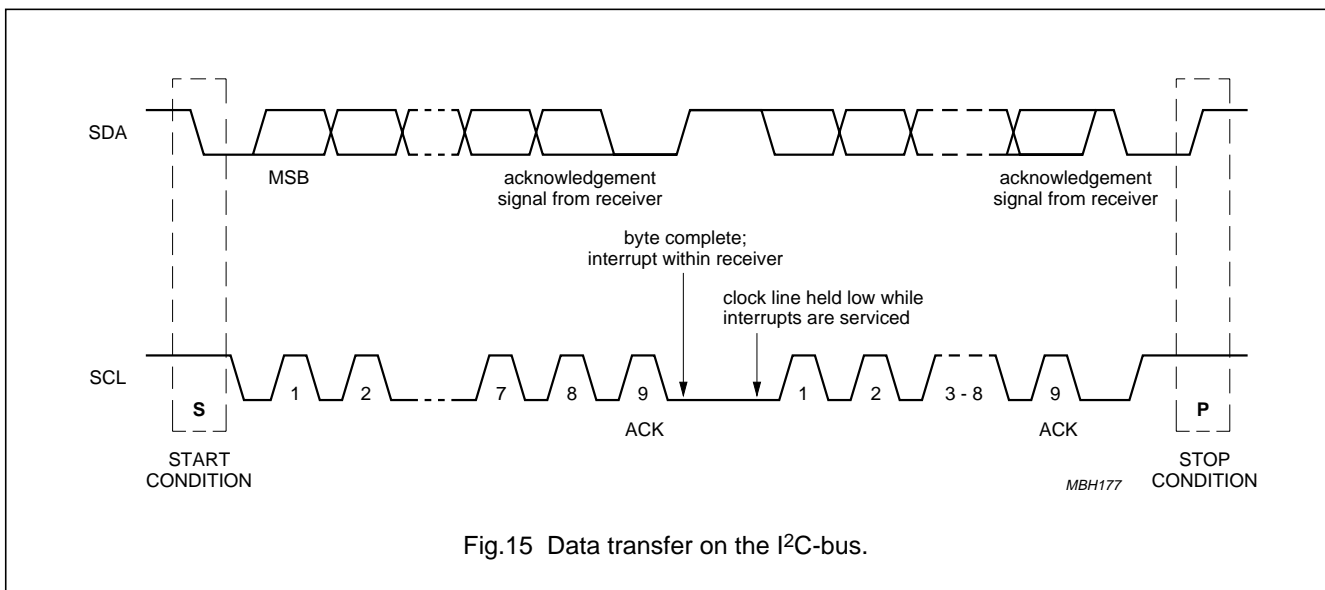 SDA
MSB
acknowledgement
signal from receiver
acknowledgement
signal from receiver
byte complete;
interrupt within receiver
clock line held low while
interrupts are serviced
SCL
1
2
7
8
9
1
2
3 - 8
9
S
P
ACK
ACK
START
CONDITION
STOP
CONDITION
MBH177
Fig.15 Data transfer on the I²C-bus.